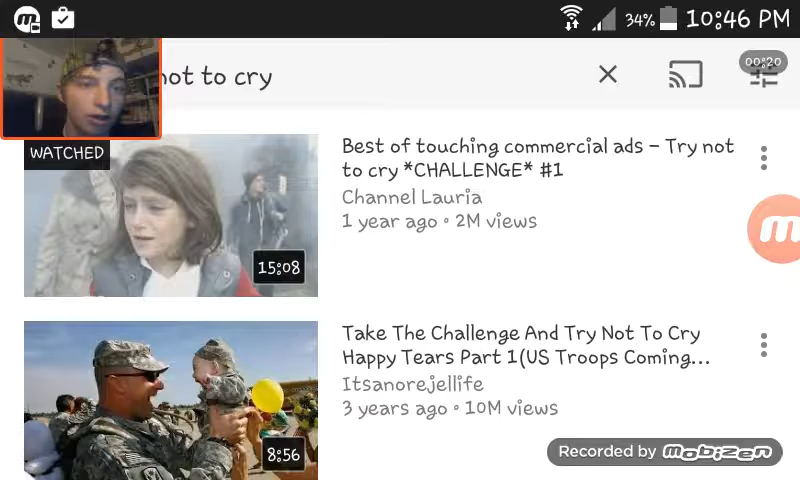 34% 10:46 PM
not to cry
00:20
WATCHED
15:08
Best of touching commercial ads – Try not
to cry *CHALLENGE* #1
Channel Lauria
1 year ago • 2M views
8:56
Take The Challenge And Try Not To Cry
Happy Tears Part 1(US Troops Coming...
Itsanorejellife
3 years ago • 10M views
Recorded by mobizen